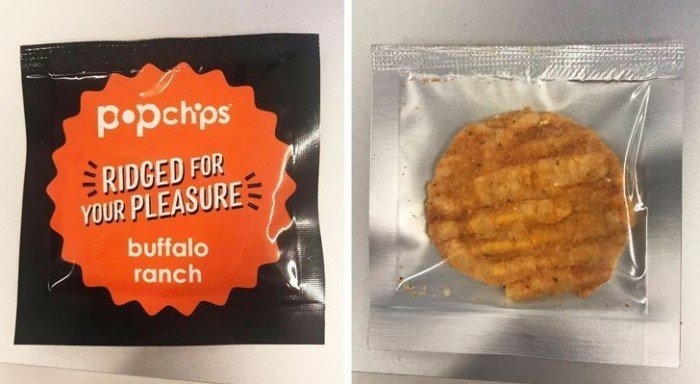 popchips
RIDGED FOR
YOUR PLEASURE
buffalo
ranch